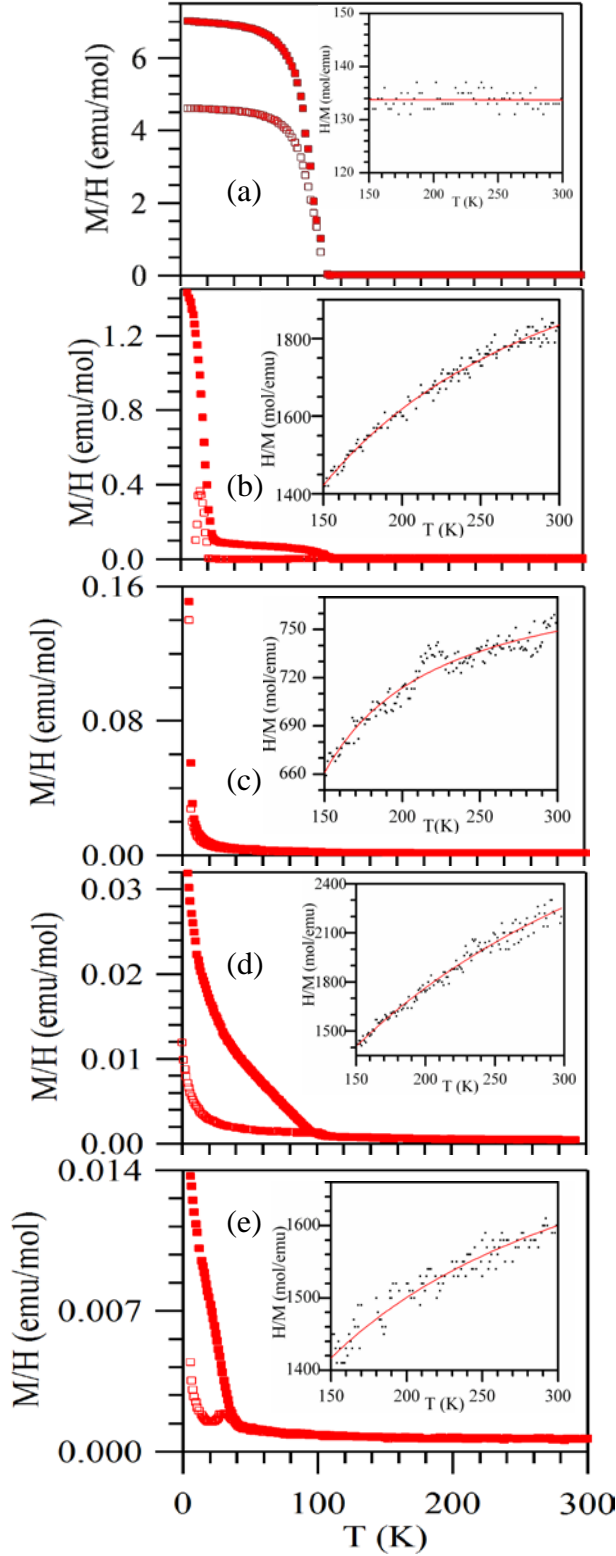 M/H (emu/mol)
6
4
2
0
(a)
H/M (mol/emu)
150
140
130
120
150 200 250 300
T (K)
M/H (emu/mol)
1.2
0.8
0.4
0.0
(b)
H/M (mol/emu)
1800
1600
1400
150 200 250 300
T (K)
M/H (emu/mol)
0.16
0.08
0.00
(c)
H/M (mol/emu)
750
720
690
660
150 200 250 300
T(K)
M/H (emu/mol)
0.03
0.02
0.01
0.00
(d)
H/M (mol/emu)
2400
2100
1800
1500
150 200 250 300
T (K)
M/H (emu/mol)
0.014
0.007
0.000
(e)
H/M (mol/emu)
1600
1500
1400
150 200 250 300
T (K)
0 100 200 300
T (K)